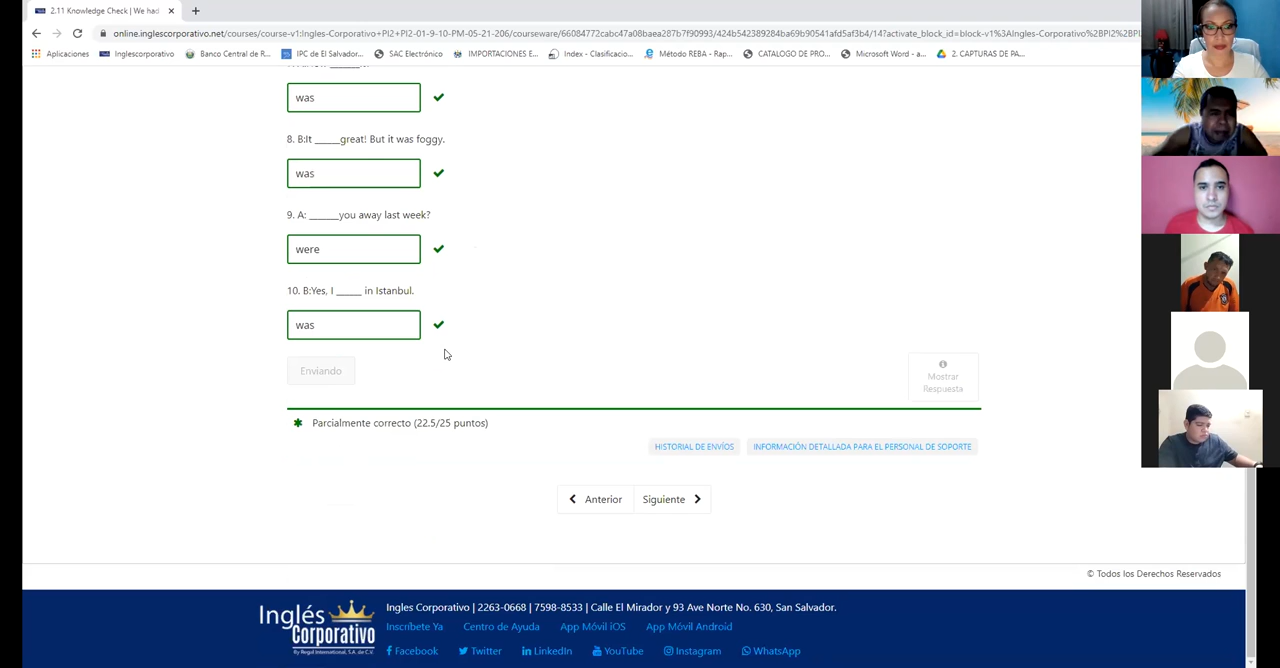 2.11 Knowledge Check | We had
online.inglescorporativo.net/courses/course-v1:Ingles-Corporativo+PI2+PI2-01-9-10-PM-05-21-206/courseware/66084772cabc47a08baea287b7f90993/424b542389284ba69b90541afd5af3b4/14?activate_block_id=block-v1%3AIngles-Corporativo%2BPI2%2BPI
Aplicaciones Inglescorporativo Banco Central de R... IPC de El Salvador... SAC Electrónico IMPORTACIONES E... Index - Clasificacio... Método REBA - Rap... CATALOGO DE PRO... Microsoft Word - a... 2. CAPTURAS DE PA...
was
8. B:It _____great! But it was foggy.
was
9. A: ______you away last week?
were
10. B:Yes, I _____ in Istanbul.
was
Enviando
Mostrar
Respuesta
Parcialmente correcto (22.5/25 puntos)
HISTORIAL DE ENVÍOS INFORMACIÓN DETALLADA PARA EL PERSONAL DE SOPORTE
Anterior Siguiente
© Todos los Derechos Reservados
Inglés
Corporativo
By Regal International, S.A. de C.V.
Ingles Corporativo | 2263-0668 | 7598-8533 | Calle El Mirador y 93 Ave Norte No. 630, San Salvador.
Inscríbete Ya Centro de Ayuda App Móvil iOS App Móvil Android
Facebook Twitter LinkedIn YouTube Instagram WhatsApp